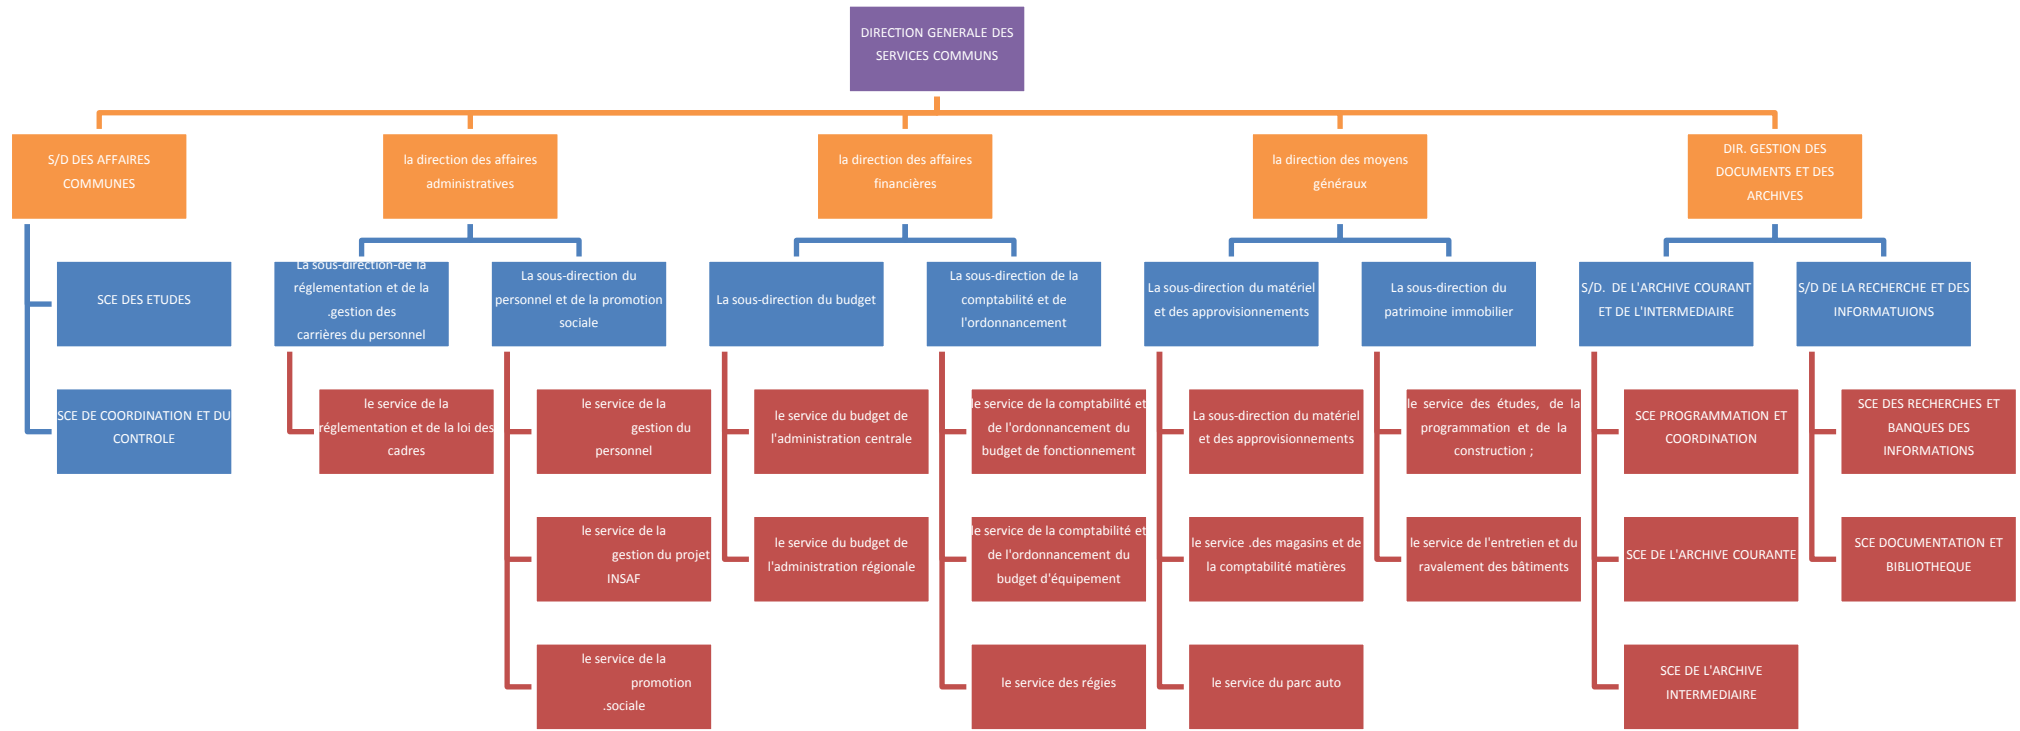 DIRECTION GENERALE DES
SERVICES COMMUNS
S/D DES AFFAIRES
COMMUNES
la direction des affaires
administratives
la direction des affaires
financières
la direction des moyens
généraux
DIR. GESTION DES
DOCUMENTS ET DES
ARCHIVES
SCE DES ETUDES
La sous-direction-de la
réglementation et de la
.gestion des
carrières du personnel
La sous-direction du
personnel et de la promotion
sociale
La sous-direction du budget
La sous-direction de la
comptabilité et de
l'ordonnancement
La sous-direction du matériel
et des approvisionnements
La sous-direction du
patrimoine immobilier
S/D. DE L'ARCHIVE COURANT
ET DE L'INTERMEDIAIRE
S/D DE LA RECHERCHE ET DES
INFORMATUIONS
SCE DE COORDINATION ET DU
CONTROLE
le service de la
réglementation et de la loi des
cadres
le service de la
gestion du
personnel
le service du budget de
l'administration centrale
le service de la comptabilité et
de l'ordonnancement du
budget de fonctionnement
La sous-direction du matériel
et des approvisionnements
le service des études, de la
programmation et de la
construction ;
SCE PROGRAMMATION ET
COORDINATION
SCE DES RECHERCHES ET
BANQUES DES
INFORMATIONS
le service de la
gestion du projet
INSAF
le service du budget de
l'administration régionale
le service de la comptabilité et
de l'ordonnancement du
budget d'équipement
le service .des magasins et de
la comptabilité matières
le service de l'entretien et du
ravalement des bâtiments
SCE DE L'ARCHIVE COURANTE
SCE DOCUMENTATION ET
BIBLIOTHEQUE
le service de la
promotion
.sociale
le service des régies
le service du parc auto
SCE DE L'ARCHIVE
INTERMEDIAIRE